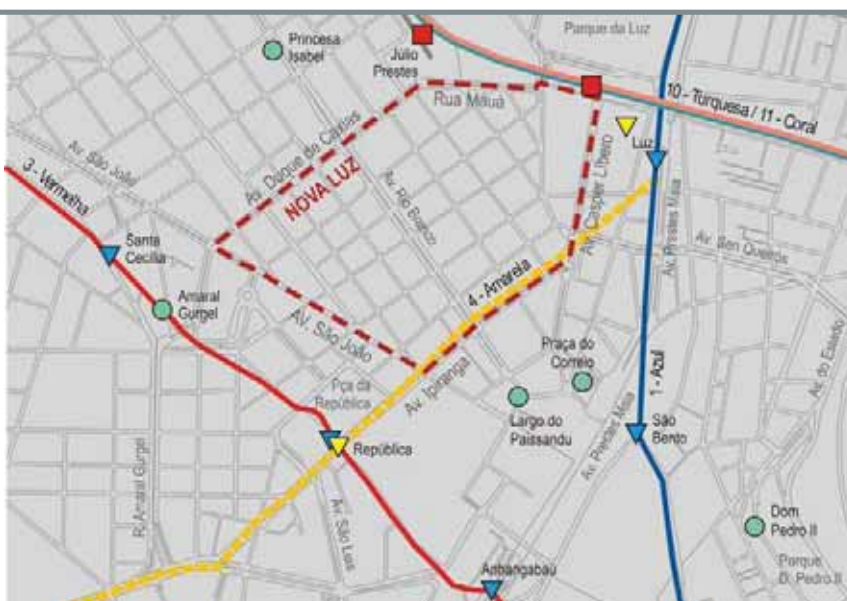 Princesa
Isabel
Júlio
Prestes
Parque da Luz
Rua Mauá
10 - Turquesa / 11 - Coral
Av. São João
Av. Duque de Caxias
NOVA LUZ
Av. Rio Branco
Av. Casper Líbero
Luz
3 - Vermelha
Santa
Cecília
Av. Prestes Maia
Av. Sen Queirós
Amaral
Gurgel
4 - Amarela
Av. São João
Av. Ipiranga
Praça do
Correio
1 - Azul
Av. do Estado
Pça da
República
Largo do
Paissandu
Av. Prestes Maia
São
Bento
República
R. Amaral Gurgel
Av. São Luis
Dom
Pedro II
Anhangabaú
Parque
D. Pedro II